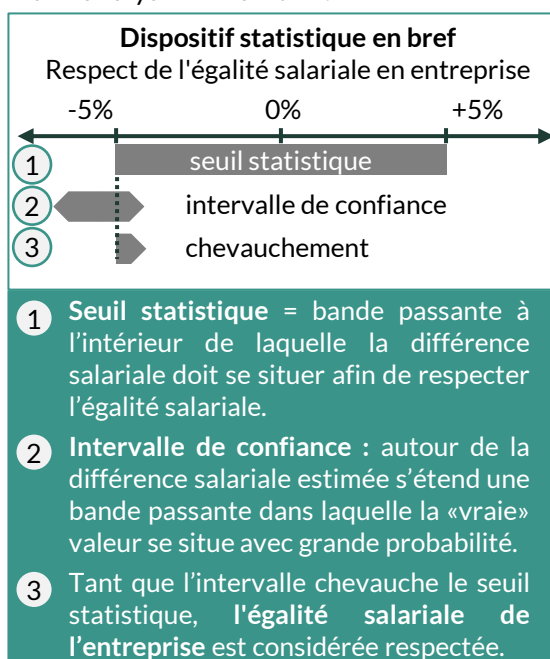 Dispositif statistique en bref
Respect de l'égalité salariale en entreprise
-5% 0% +5%
1 seuil statistique
2 intervalle de confiance
3 chevauchement
1 Seuil statistique = bande passante à
l’intérieur de laquelle la différence
salariale doit se situer afin de respecter
l’égalité salariale.
2 Intervalle de confiance : autour de la
différence salariale estimée s’étend une
bande passante dans laquelle la «vraie»
valeur se situe avec grande probabilité.
3 Tant que l’intervalle chevauche le seuil
statistique, l'égalité salariale de
l’entreprise est considérée respectée.